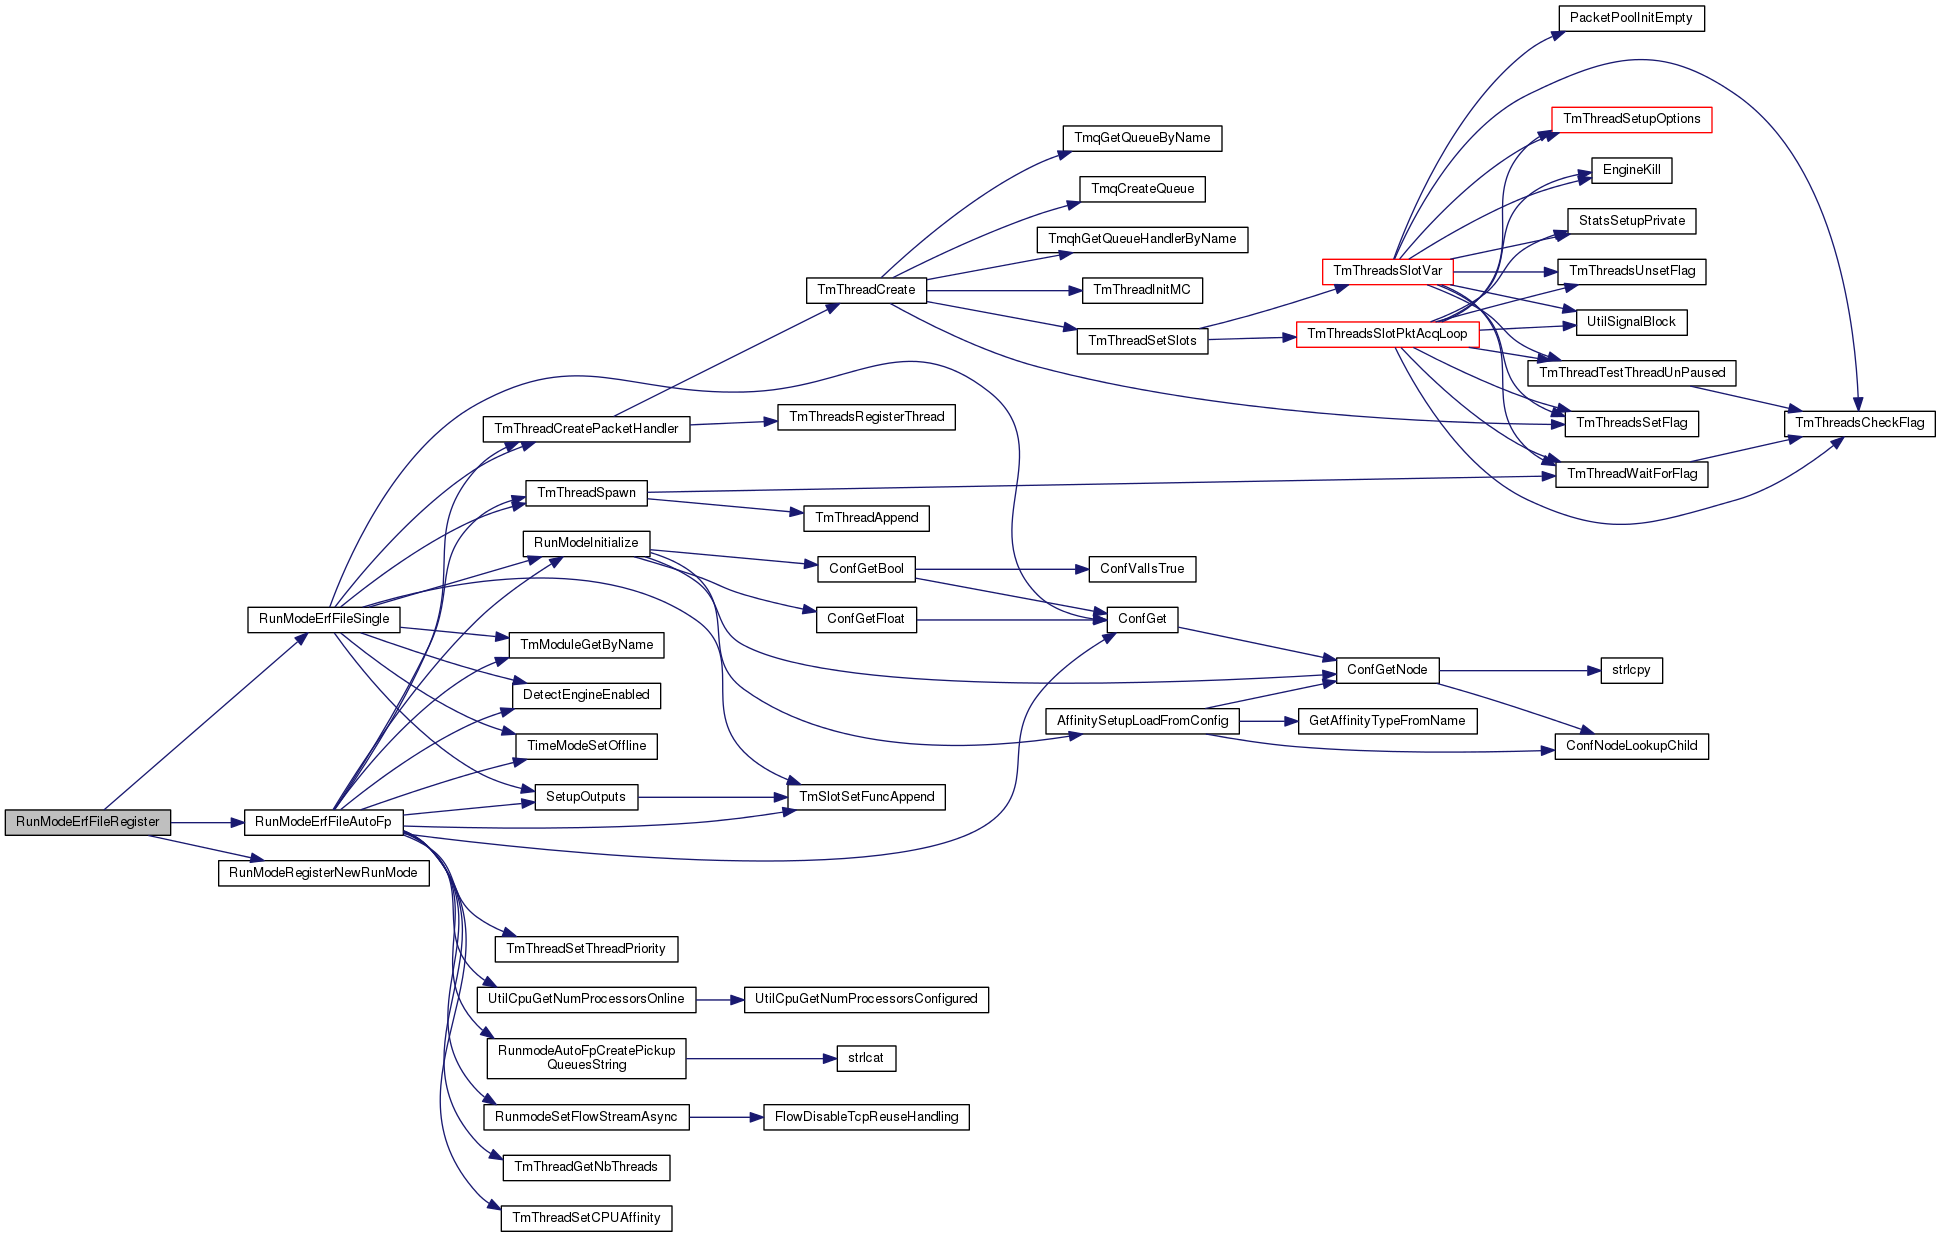 PacketPoolInitEmpty
TmThreadSetupOptions
TmqGetQueueByName
EngineKill
TmqCreateQueue
StatsSetupPrivate
TmqhGetQueueHandlerByName
TmThreadsSlotVar
TmThreadsUnsetFlag
TmThreadCreate
TmThreadInitMC
UtilSignalBlock
TmThreadSetSlots
TmThreadsSlotPktAcqLoop
TmThreadTestThreadUnPaused
TmThreadsRegisterThread
TmThreadCreatePacketHandler
TmThreadsSetFlag
TmThreadsCheckFlag
TmThreadWaitForFlag
TmThreadSpawn
TmThreadAppend
RunModeInitialize
ConfGetBool
ConfValIsTrue
RunModeErfFileSingle
ConfGetFloat
ConfGet
TmModuleGetByName
ConfGetNode
strlcpy
DetectEngineEnabled
AffinitySetupLoadFromConfig
GetAffinityTypeFromName
TimeModeSetOffline
ConfNodeLookupChild
SetupOutputs
TmSlotSetFuncAppend
RunModeErfFileRegister
RunModeErfFileAutoFp
RunModeRegisterNewRunMode
TmThreadSetThreadPriority
UtilCpuGetNumProcessorsOnline
UtilCpuGetNumProcessorsConfigured
RunmodeAutoFpCreatePickup
QueuesString
strlcat
RunmodeSetFlowStreamAsync
FlowDisableTcpReuseHandling
TmThreadGetNbThreads
TmThreadSetCPUAffinity